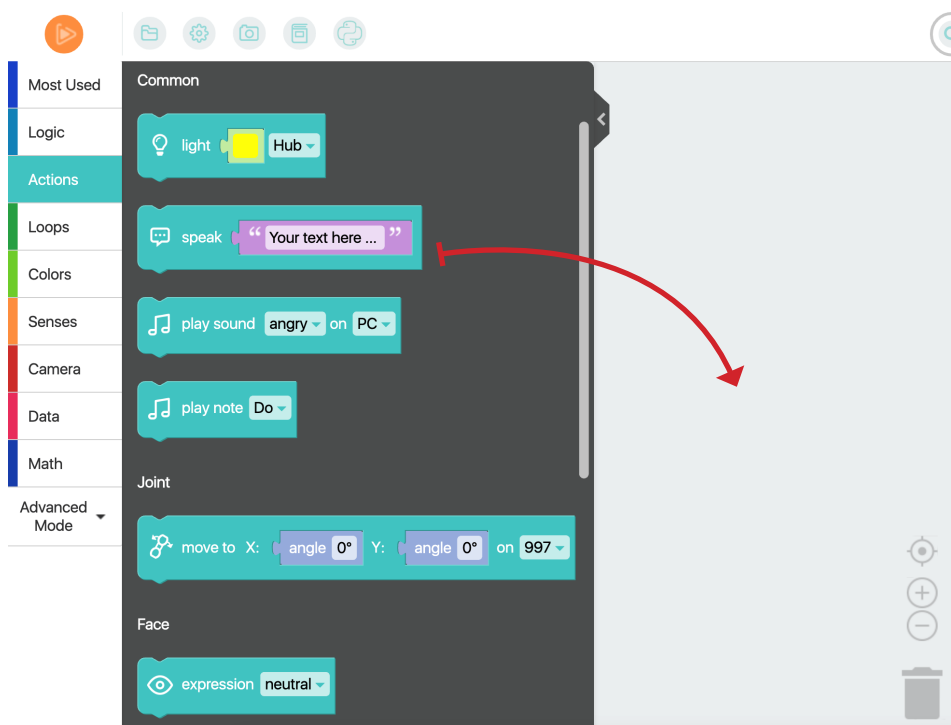 Common
Most Used
Logic
light Hub
Actions
Loops
speak “ Your text here ... ”
Colors
Senses
play sound angry on PC
Camera
Data
play note Do
Math
Joint
Advanced
Mode
move to X: angle 0° Y: angle 0° on 997
Face
expression neutral